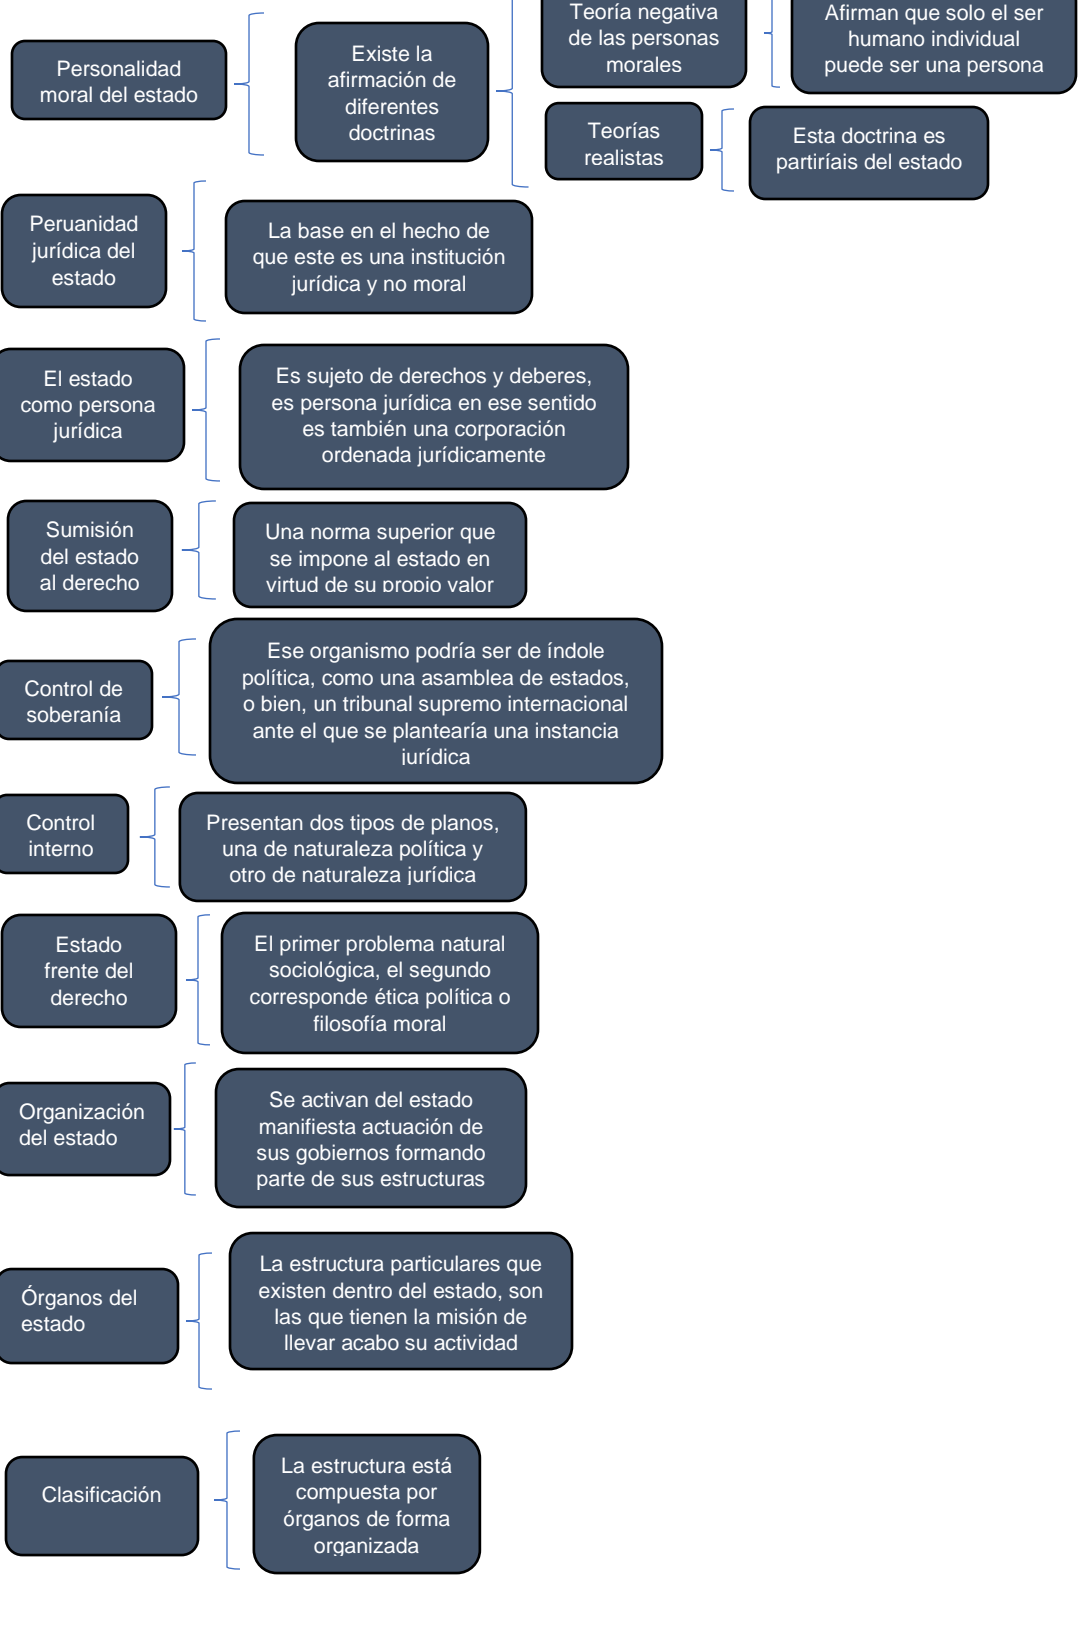 Personalidad
moral del estado
Existe la
afirmación de
diferentes
doctrinas
Teoría negativa
de las personas
morales
Afirman que solo el ser
humano individual
puede ser una persona
Teorías
realistas
Esta doctrina es
partiríais del estado
Peruanidad
jurídica del
estado
La base en el hecho de
que este es una institución
jurídica y no moral
El estado
como persona
jurídica
Es sujeto de derechos y deberes,
es persona jurídica en ese sentido
es también una corporación
ordenada jurídicamente
Sumisión
del estado
al derecho
Una norma superior que
se impone al estado en
virtud de su propio valor
Control de
soberanía
Ese organismo podría ser de índole
política, como una asamblea de estados,
o bien, un tribunal supremo internacional
ante el que se plantearía una instancia
jurídica
Control
interno
Presentan dos tipos de planos,
una de naturaleza política y
otro de naturaleza jurídica
Estado
frente del
derecho
El primer problema natural
sociológica, el segundo
corresponde ética política o
filosofía moral
Organización
del estado
Se activan del estado
manifiesta actuación de
sus gobiernos formando
parte de sus estructuras
Órganos del
estado
La estructura particulares que
existen dentro del estado, son
las que tienen la misión de
llevar acabo su actividad
Clasificación
La estructura está
compuesta por
órganos de forma
organizada